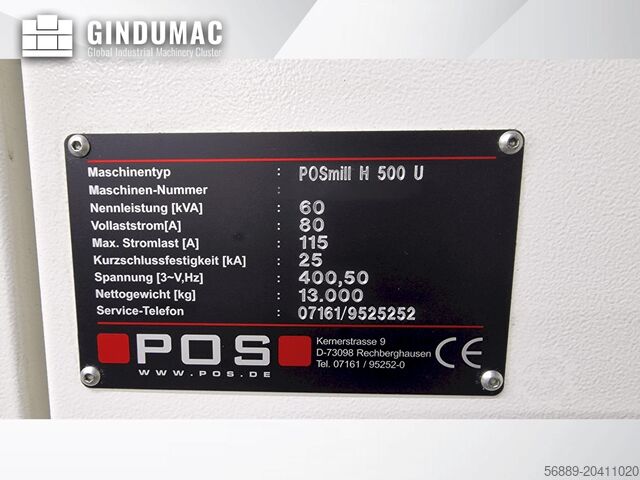 GINDUMAC
Global Industrial Machinery Cluster
Maschinentyp : POSmill H 500 U
Maschinen-Nummer :
Nennleistung [kVA] : 60
Vollaststrom[A] : 80
Max. Stromlast [A] : 115
Kurzschlussfestigkeit [kA] : 25
Spannung [3~V,Hz] : 400,50
Nettogewicht [kg] : 13.000
Service-Telefon : 07161/9525252
POS
WWW.POS.DE
Kernerstrasse 9
D-73098 Rechberghausen
Tel. 07161 / 95252-0
CE
56889-20411020